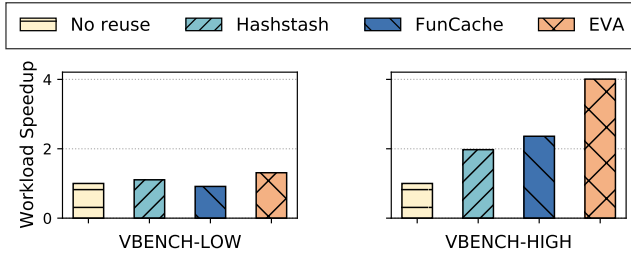 No reuse Hashstash FunCache EVA
Workload Speedup
4
2
0
VBENCH-LOW VBENCH-HIGH